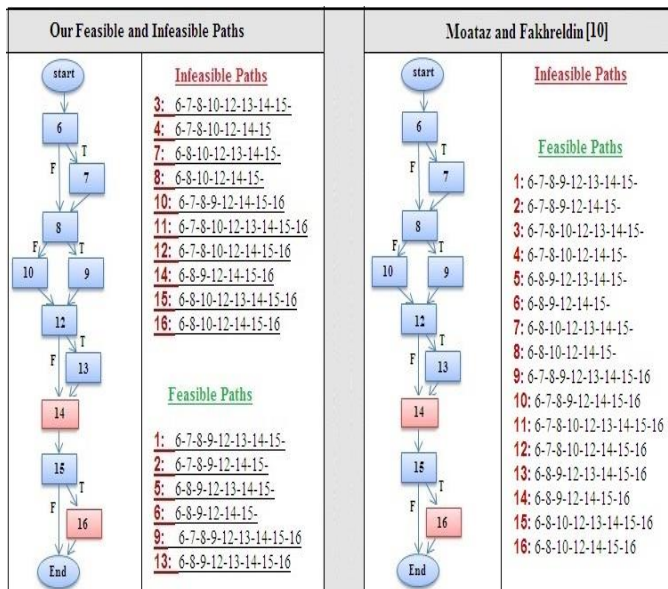 Our Feasible and Infeasible Paths
start
6
T
F
7
8
F
T
10
9
12
T
F
13
14
15
T
F
16
End
Infeasible Paths
3: 6-7-8-10-12-13-14-15-
4: 6-7-8-10-12-14-15
7: 6-8-10-12-13-14-15-
8: 6-8-10-12-14-15-
10: 6-7-8-9-12-14-15-16
11: 6-7-8-10-12-13-14-15-16
12: 6-7-8-10-12-14-15-16
14: 6-8-9-12-14-15-16
15: 6-8-10-12-13-14-15-16
16: 6-8-10-12-14-15-16
Feasible Paths
1: 6-7-8-9-12-13-14-15-
2: 6-7-8-9-12-14-15-
5: 6-8-9-12-13-14-15-
6: 6-8-9-12-14-15-
9: 6-7-8-9-12-13-14-15-16
13: 6-8-9-12-13-14-15-16
Moataz and Fakhreldin[10]
start
6
T
F
7
8
F
T
10
9
12
T
F
13
14
15
T
F
16
End
Infeasible Paths
Feasible Paths
1: 6-7-8-9-12-13-14-15-
2: 6-7-8-9-12-14-15-
3: 6-7-8-10-12-13-14-15-
4: 6-7-8-10-12-14-15-
5: 6-8-9-12-13-14-15-
6: 6-8-9-12-14-15-
7: 6-8-10-12-13-14-15-
8: 6-8-10-12-14-15-
9: 6-7-8-9-12-13-14-15-16
10: 6-7-8-9-12-14-15-16
11: 6-7-8-10-12-13-14-15-16
12: 6-7-8-10-12-14-15-16
13: 6-8-9-12-13-14-15-16
14: 6-8-9-12-14-15-16
15: 6-8-10-12-13-14-15-16
16: 6-8-10-12-14-15-16